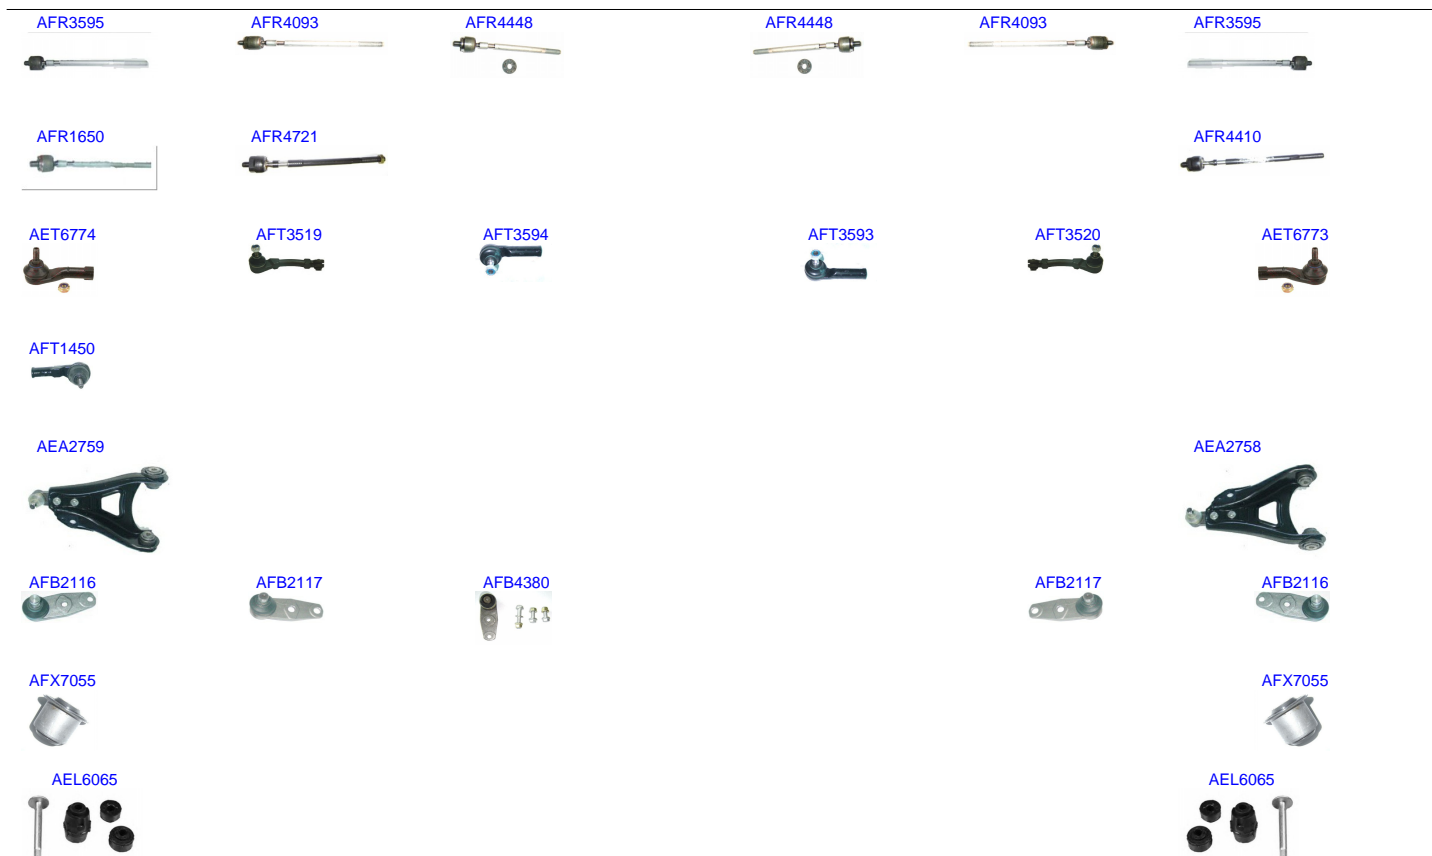 AFR3595 AFR4093 AFR4448 AFR4448 AFR4093 AFR3595
AFR1650 AFR4721 AFR4410
AET6774 AFT3519 AFT3594 AFT3593 AFT3520 AET6773
AFT1450
AEA2759 AEA2758
AFB2116 AFB2117 AFB4380 AFB2117 AFB2116
AFX7055 AFX7055
AEL6065 AEL6065